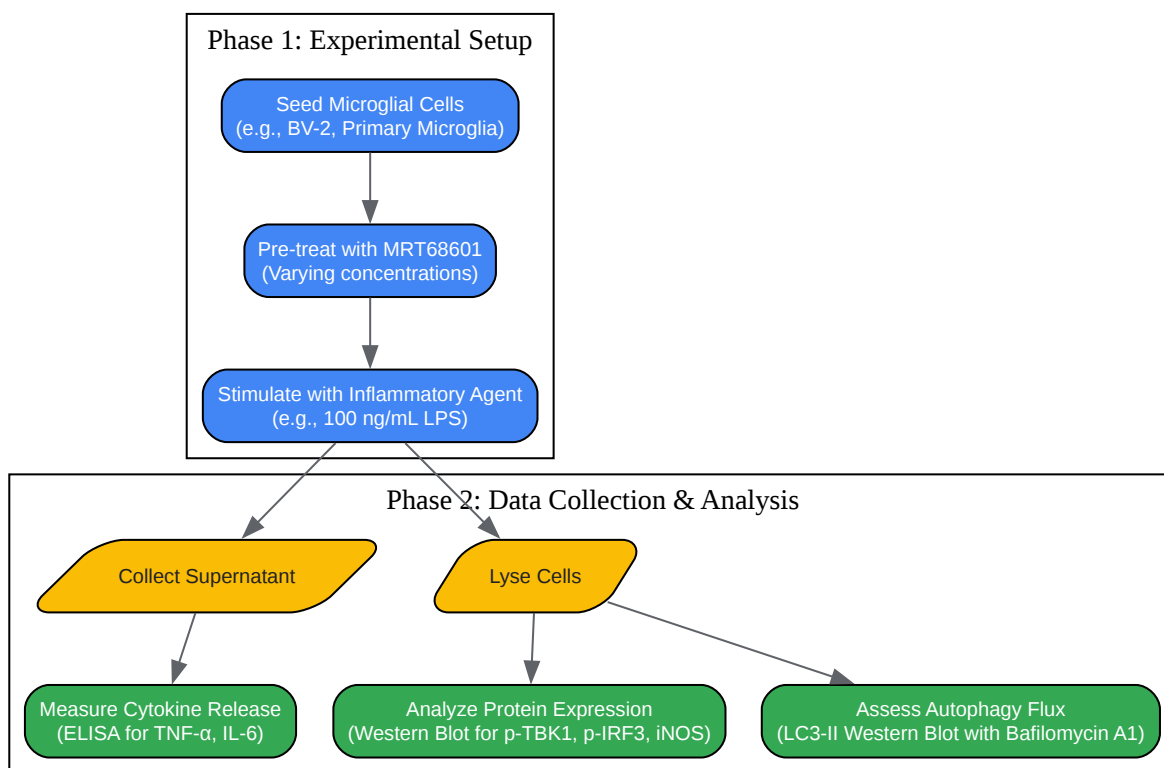 Phase 1: Experimental Setup
Seed Microglial Cells
(e.g., BV-2, Primary Microglia)
Pre-treat with MRT68601
(Varying concentrations)
Stimulate with Inflammatory Agent
(e.g., 100 ng/mL LPS)
Phase 2: Data Collection & Analysis
Collect Supernatant
Lyse Cells
Measure Cytokine Release
(ELISA for TNF-α, IL-6)
Analyze Protein Expression
(Western Blot for p-TBK1, p-IRF3, iNOS)
Assess Autophagy Flux
(LC3-II Western Blot with Bafilomycin A1)